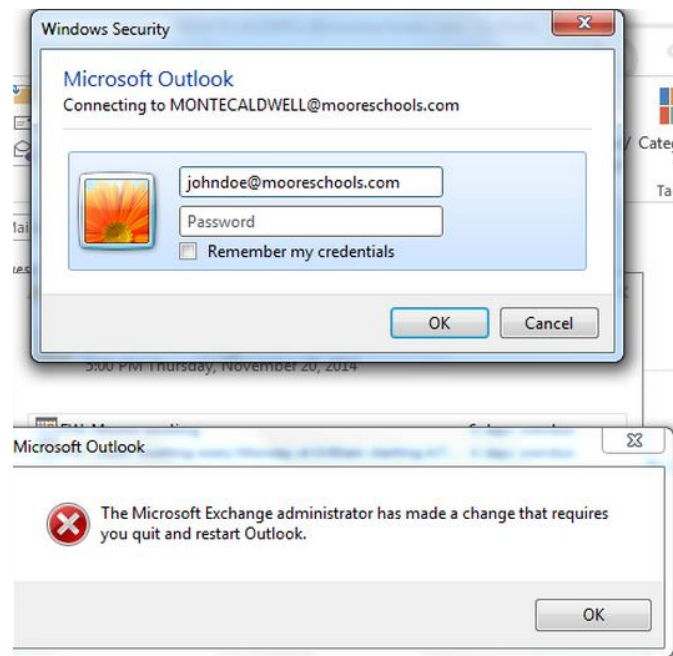 Windows Security
Microsoft Outlook
Connecting to MONTECALDWELL@mooreschools.com
johndoe@mooreschools.com
Password
Remember my credentials
OK Cancel
5:00 PM Thursday, November 20, 2014
Microsoft Outlook
The Microsoft Exchange administrator has made a change that requires
you quit and restart Outlook.
OK